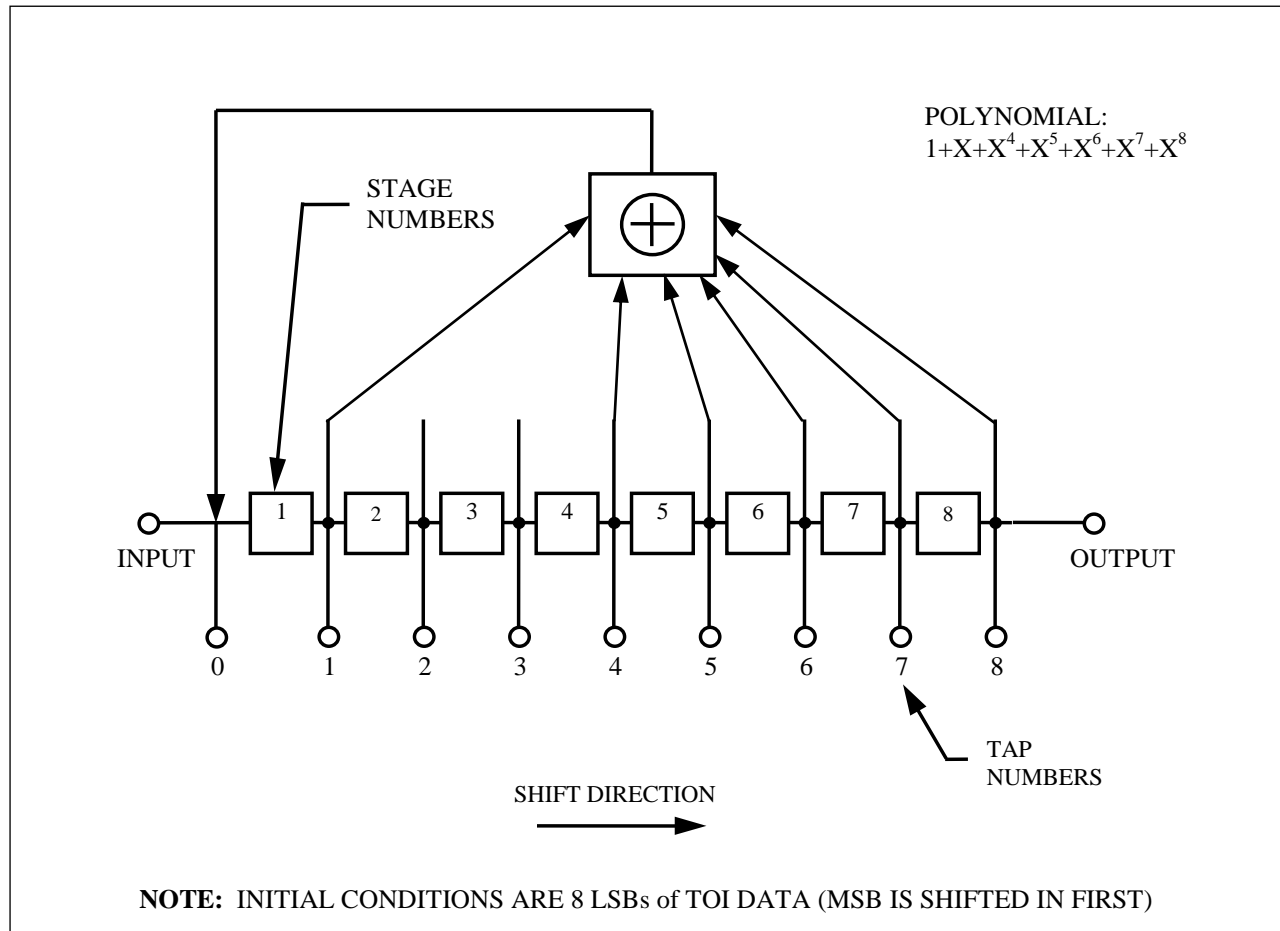 POLYNOMIAL:
1+X+X⁴+X⁵+X⁶+X⁷+X⁸
STAGE
NUMBERS
1 2 3 4 5 6 7 8
INPUT
OUTPUT
0 1 2 3 4 5 6 7 8
TAP
NUMBERS
SHIFT DIRECTION
NOTE: INITIAL CONDITIONS ARE 8 LSBs of TOI DATA (MSB IS SHIFTED IN FIRST)